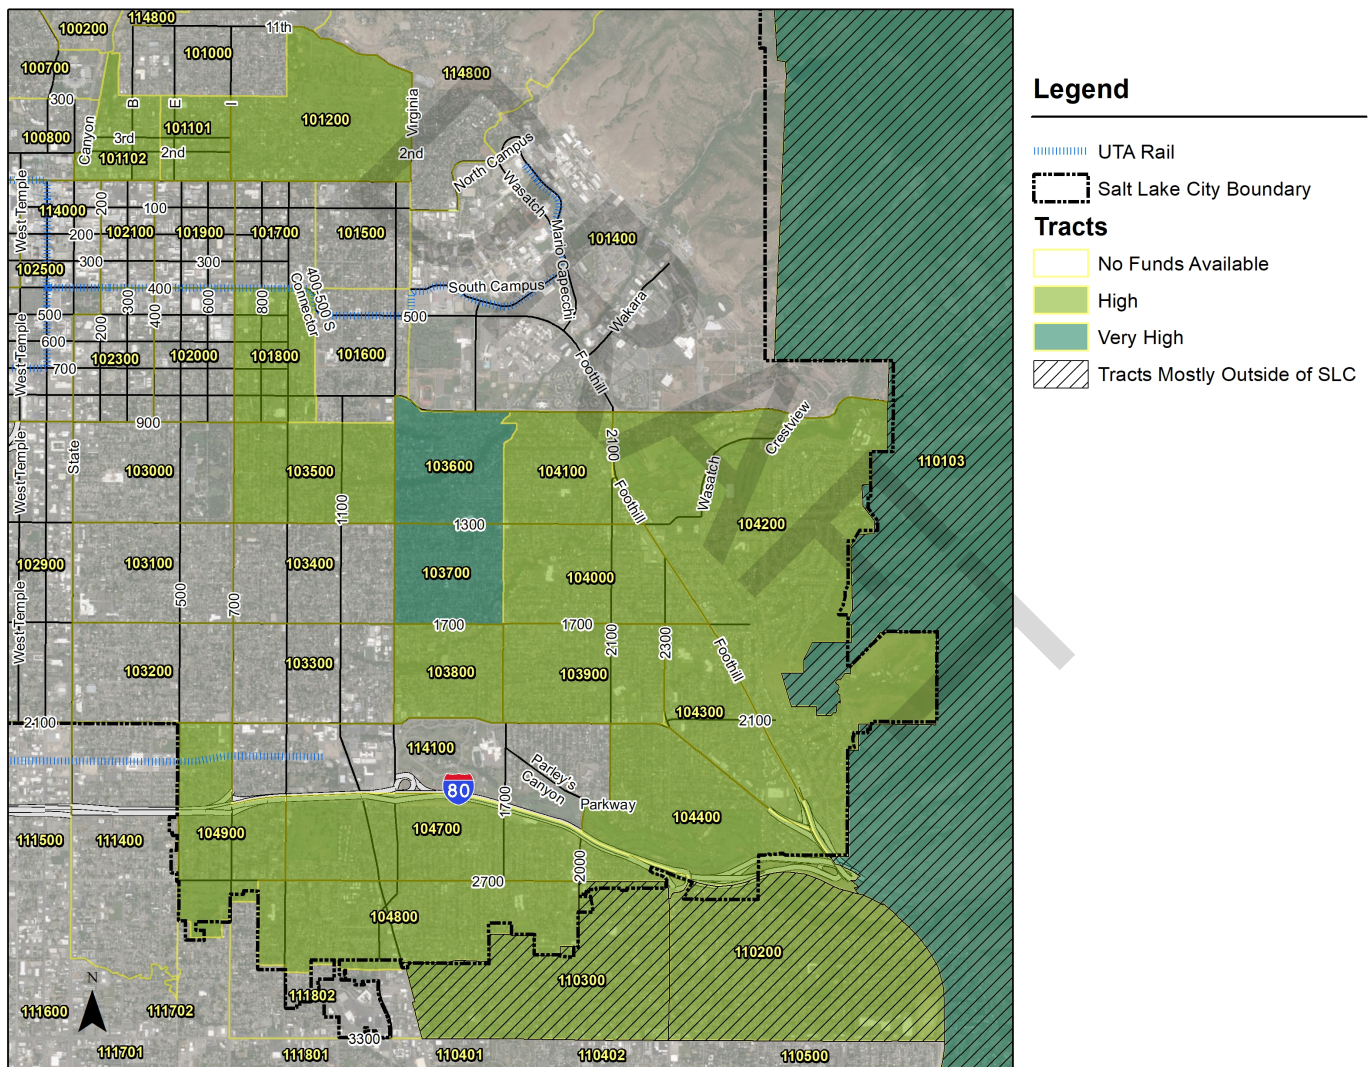 114800
100200
11th
101000
100700
114800
300
B
E
I
Virginia
101200
101101
100800
Canyon
3rd
2nd
2nd
101102
North Campus
West Temple
Wasatch
114000
200
100
200
102100
101900
101700
101500
101400
Mario Capecchi
300
300
102500
400-500 S
Connector
South Campus
400
300
400
600
800
Wakara
500
500
200
600
West Temple
102300
102000
101800
101600
700
Foothill
900
Crestview
State
2100
West Temple
103000
103500
103600
104100
Wasatch
110103
1100
Foothill
1300
104200
102900
103100
103400
103700
104000
500
700
West Temple
1700
1700
2100
2300
103200
103300
103800
103900
Foothill
104300
2100
2100
114100
Parley's
Canyon
Parkway
80
1700
104400
111500
111400
104900
104700
2000
2700
104800
110200
110300
N
111802
111600
111702
3300
111701
111801
110401
110402
110500
DRAFT
Legend
UTA Rail
Salt Lake City Boundary
Tracts
No Funds Available
High
Very High
Tracts Mostly Outside of SLC